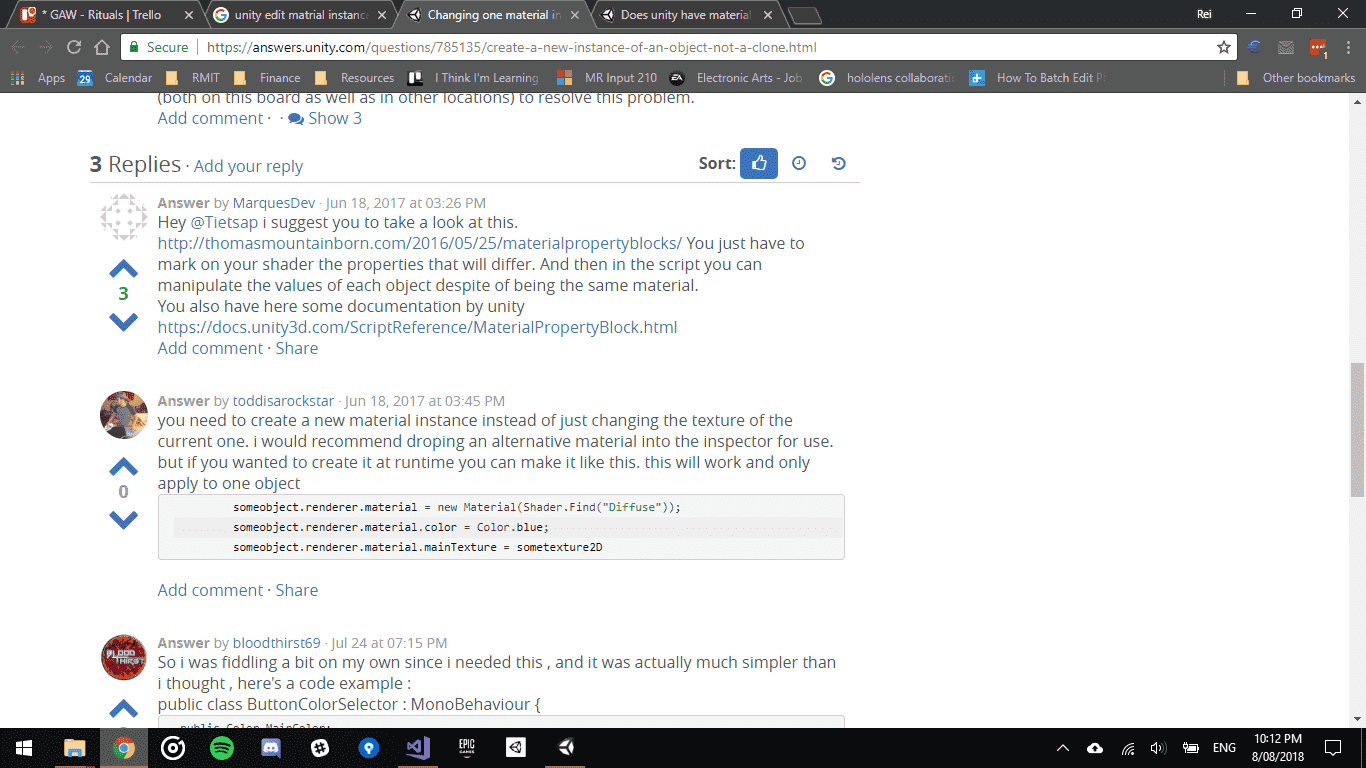 * GAW - Rituals | Trello
unity edit matrial instance
Changing one material in
Does unity have material
Rei
Secure
https://answers.unity.com/questions/785135/create-a-new-instance-of-an-object-not-a-clone.html
Apps
29 Calendar
RMIT
Finance
Resources
I Think I'm Learning
MR Input 210
EA Electronic Arts - Job
hololens collaborati
How To Batch Edit P
Other bookmarks
(both on this board as well as in other locations) to resolve this problem.
Add comment · · Show 3
3 Replies · Add your reply
Sort:
Answer by MarquesDev · Jun 18, 2017 at 03:26 PM
Hey @Tietsap i suggest you to take a look at this.
http://thomasmountainborn.com/2016/05/25/materialpropertyblocks/ You just have to
mark on your shader the properties that will differ. And then in the script you can
manipulate the values of each object despite of being the same material.
3
You also have here some documentation by unity
https://docs.unity3d.com/ScriptReference/MaterialPropertyBlock.html
Add comment · Share
Answer by toddisarockstar · Jun 18, 2017 at 03:45 PM
you need to create a new material instance instead of just changing the texture of the
current one. i would recommend droping an alternative material into the inspector for use.
but if you wanted to create it at runtime you can make it like this. this will work and only
apply to one object
0
someobject.renderer.material = new Material(Shader.Find("Diffuse"));
someobject.renderer.material.color = Color.blue;
someobject.renderer.material.mainTexture = sometexture2D
Add comment · Share
Answer by bloodthirst69 · Jul 24 at 07:15 PM
BLOOD
THIRST
So i was fiddling a bit on my own since i needed this , and it was actually much simpler than
i thought , here's a code example :
public class ButtonColorSelector : MonoBehaviour {
public Color MainColor;
EPIC
GAMES
ENG
10:12 PM
8/08/2018